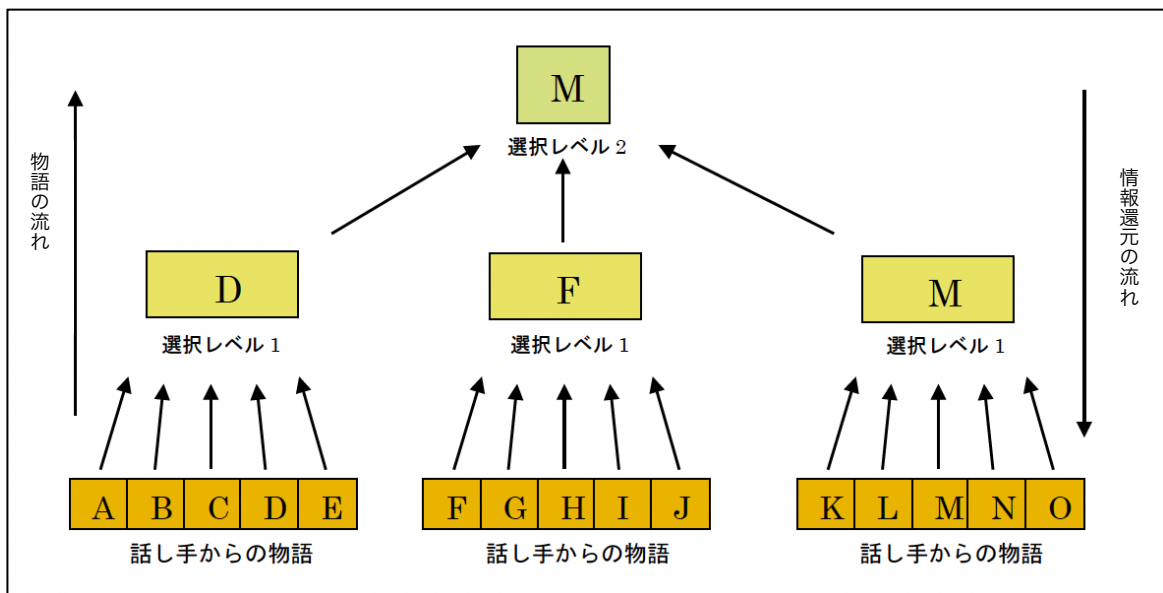 M
選択レベル 2
物語の流れ
情報還元の流れ
D
F
M
選択レベル 1
選択レベル 1
選択レベル 1
A B C D E
F G H I J
K L M N O
話し手からの物語
話し手からの物語
話し手からの物語